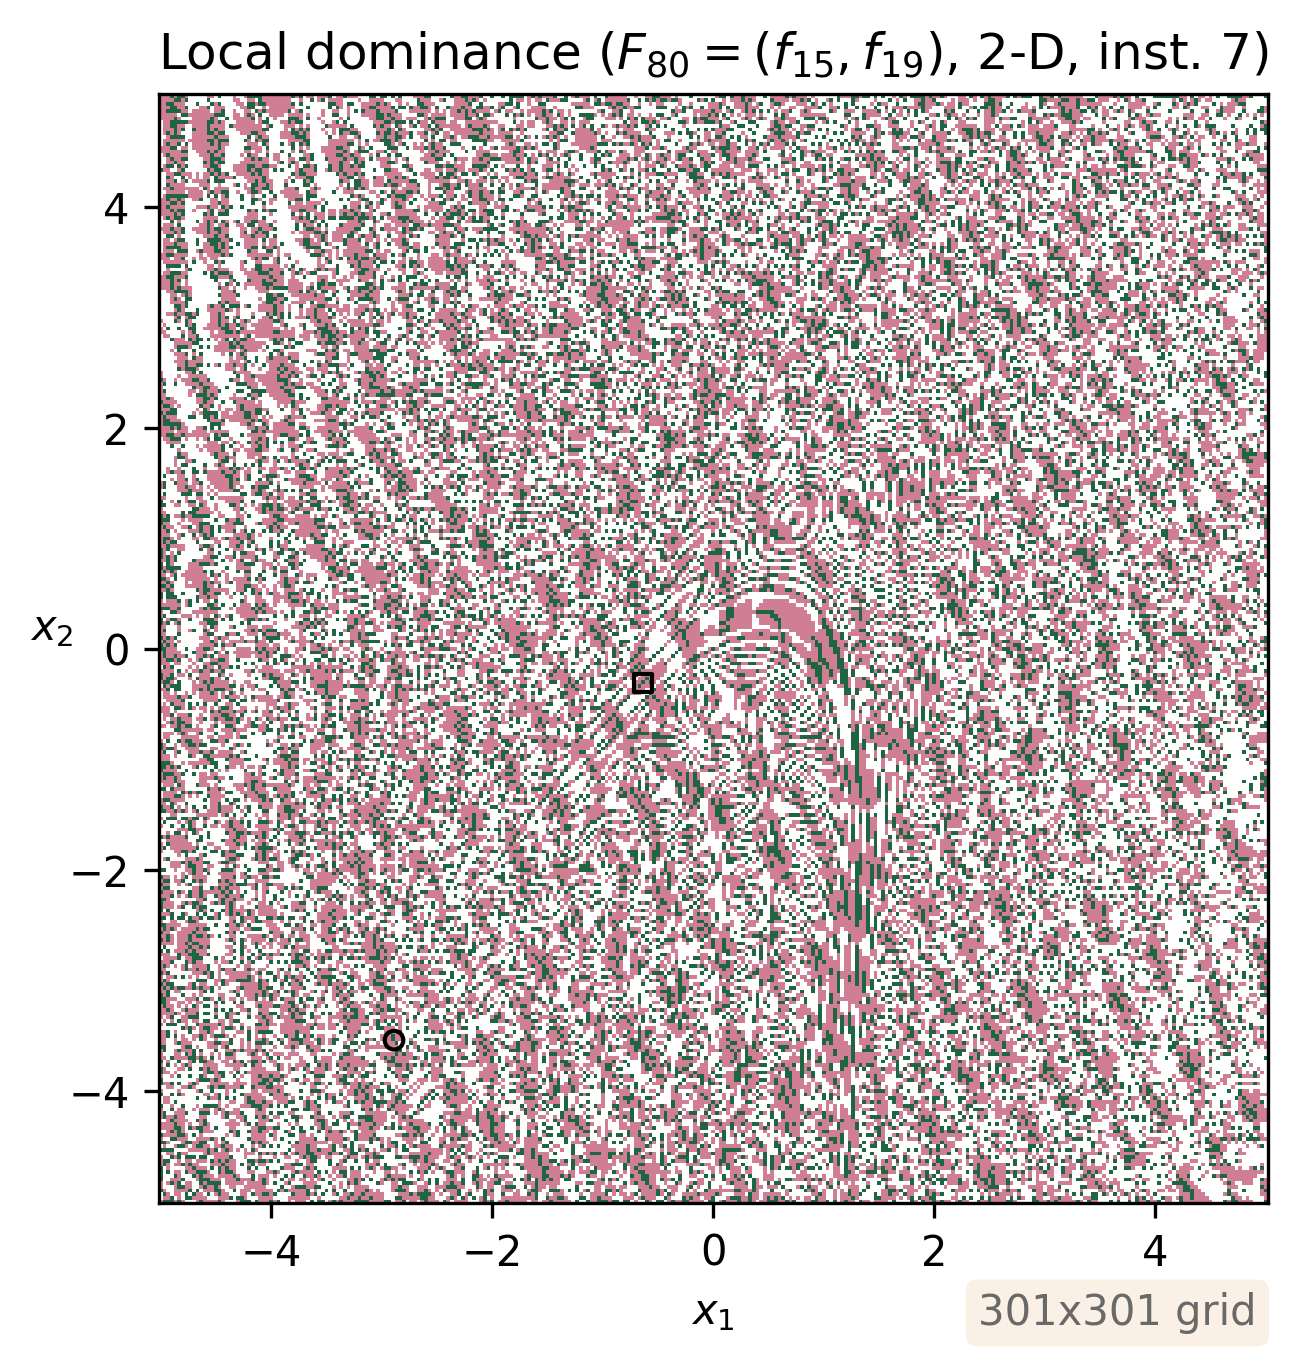 Local dominance (F₈₀ = (f₁₅, f₁₉), 2-D, inst. 7)
4
2
x₂
0
−2
−4
−4 −2 0 2 4
x₁
301x301 grid